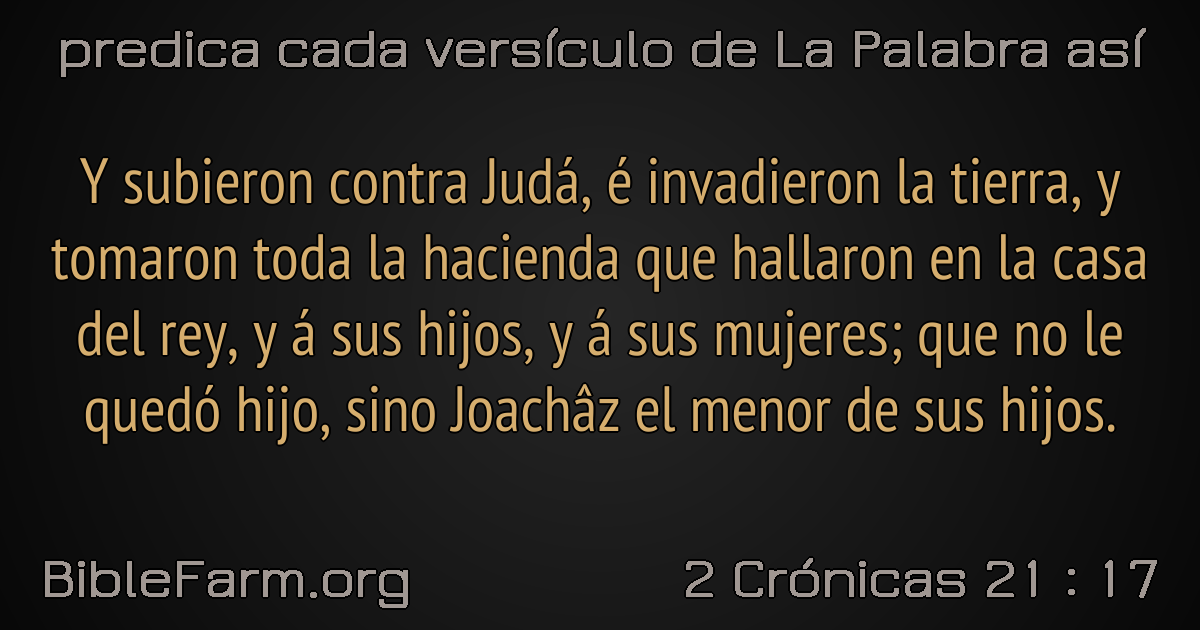 predica cada versículo de La Palabra así
Y subieron contra Judá, é invadieron la tierra, y
tomaron toda la hacienda que hallaron en la casa
del rey, y á sus hijos, y á sus mujeres; que no le
quedó hijo, sino Joachâz el menor de sus hijos.
BibleFarm.org
2 Crónicas 21 : 17